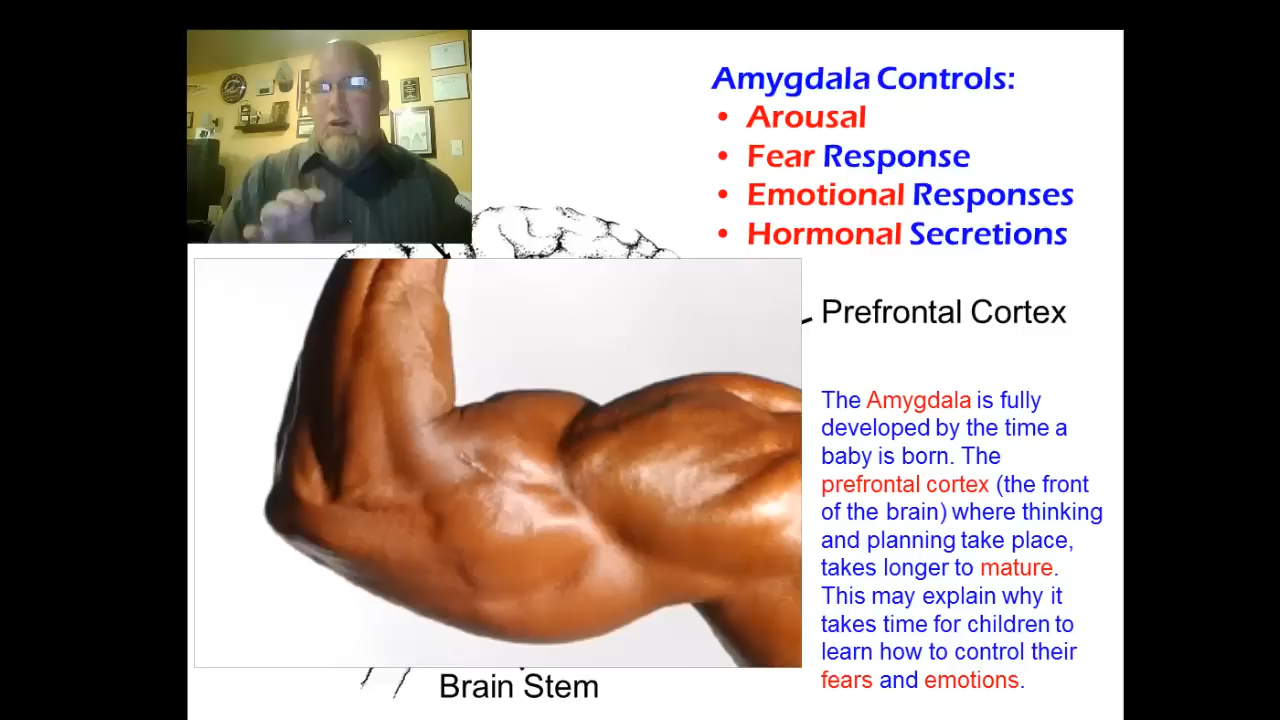 Amygdala Controls:
• Arousal
• Fear Response
• Emotional Responses
• Hormonal Secretions
Prefrontal Cortex
The Amygdala is fully
developed by the time a
baby is born. The
prefrontal cortex (the front
of the brain) where thinking
and planning take place,
takes longer to mature.
This may explain why it
takes time for children to
learn how to control their
fears and emotions.
Brain Stem